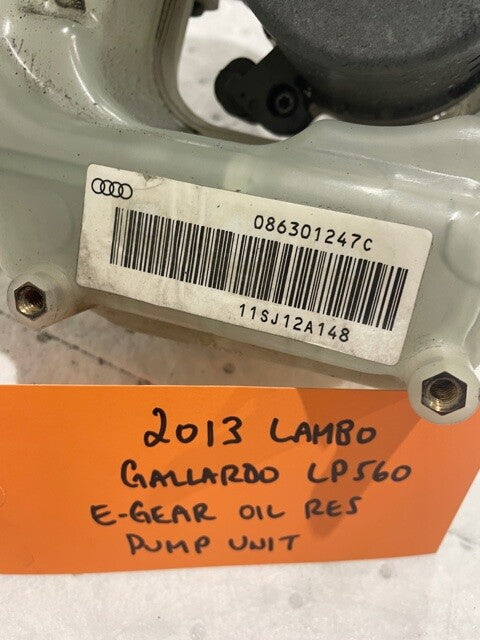 086301247C
11SJ12A148
2013 LAMBO
GALLARDO LP560
E-GEAR OIL RES
PUMP UNIT